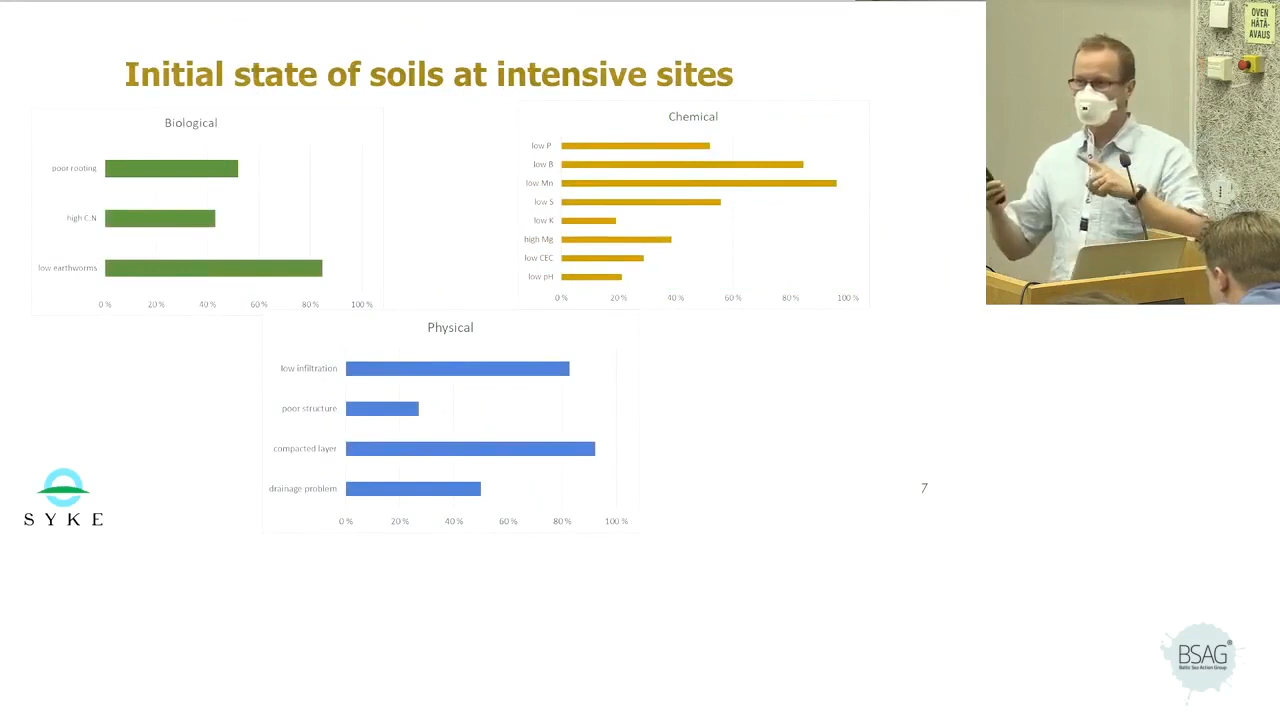 Initial state of soils at intensive sites
Biological
poor rooting
high C.N
low earthworms
0 % 20 % 40 % 60 % 80 % 100 %
Chemical
low P
low B
low Mn
low S
low K
high Mg
low CEC
low pH
0 % 20 % 40 % 60 % 80 % 100 %
Physical
low infiltration
poor structure
compacted layer
drainage problem
0 % 20 % 40 % 60 % 80 % 100 %
SYKE
7
OVEN
HÄTÄ-
AVAUS
BSAG®
Baltic Sea Action Group